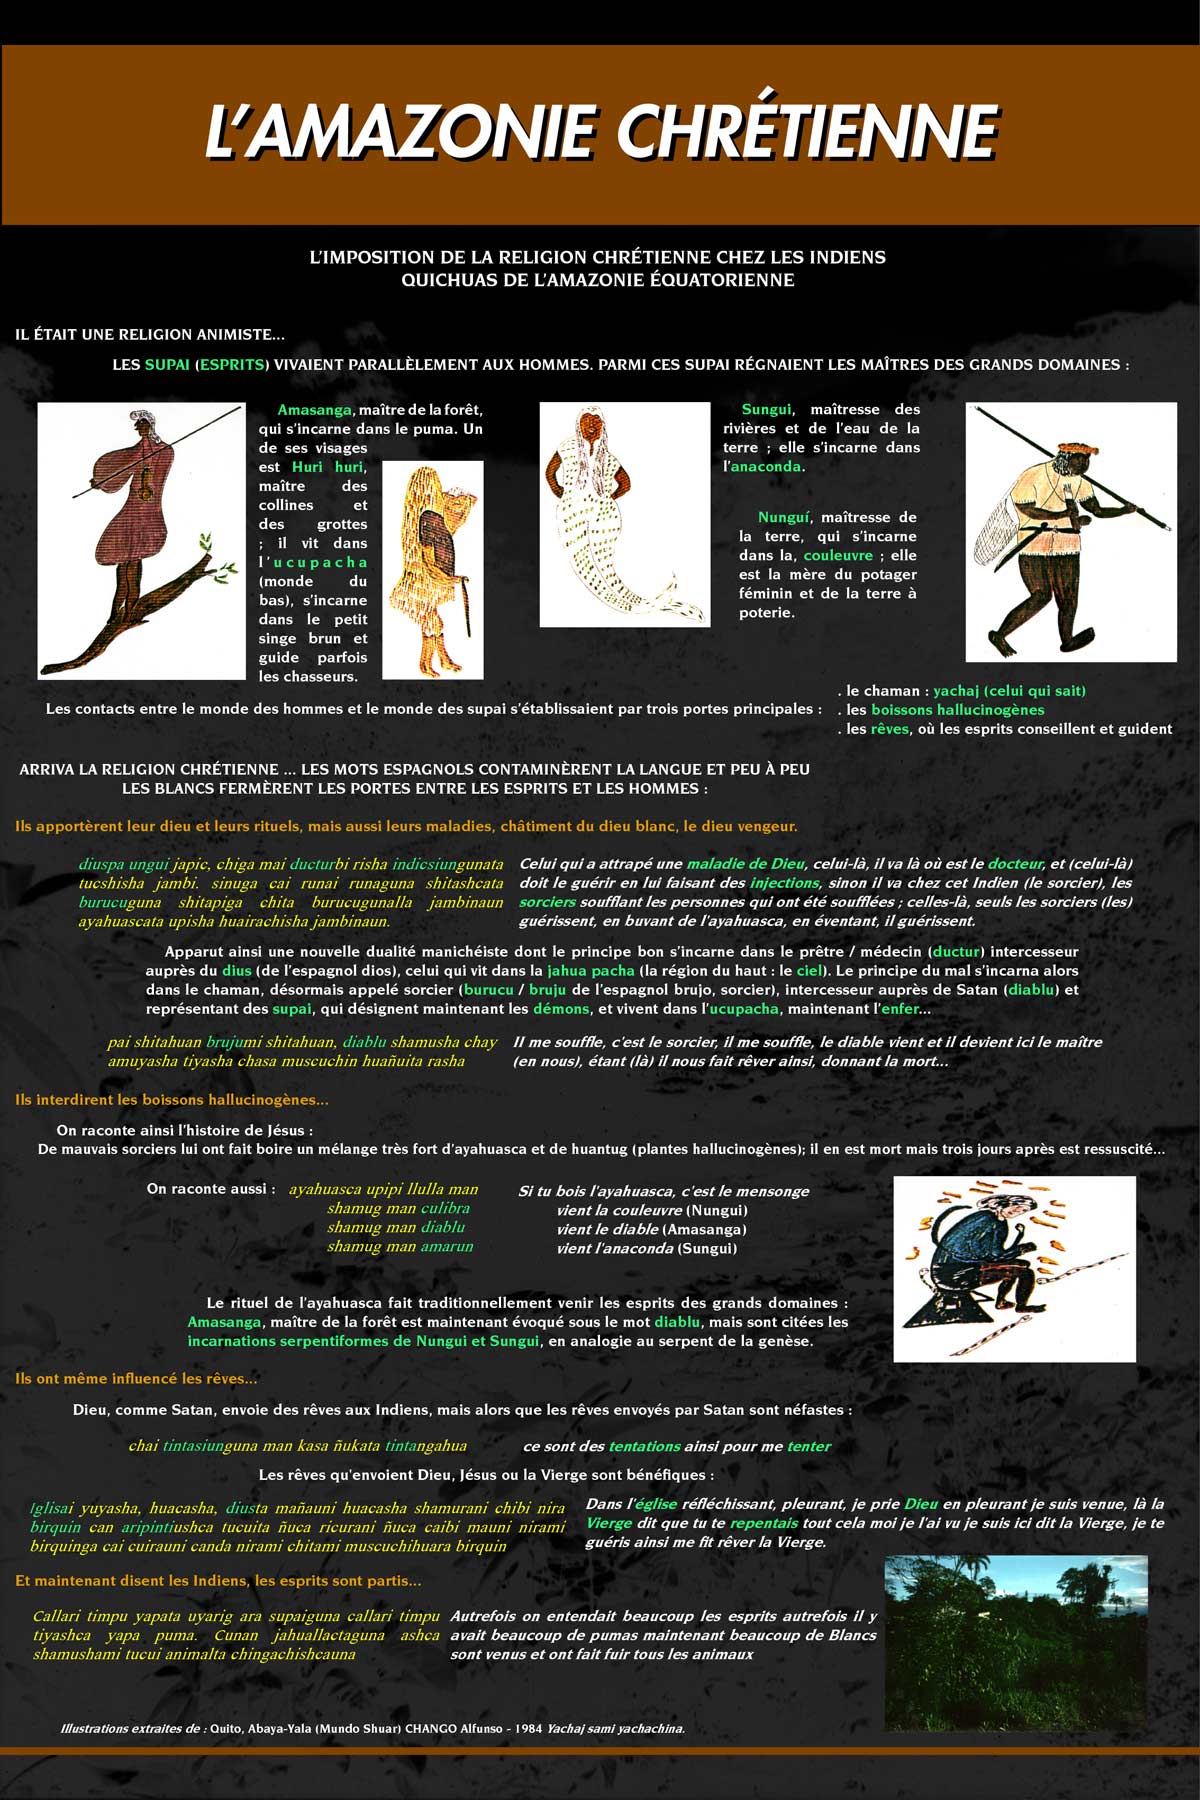 L'AMAZONIE CHRÉTIENNE
L'IMPOSITION DE LA RELIGION CHRÉTIENNE CHEZ LES INDIENS
QUICHUAS DE L'AMAZONIE ÉQUATORIENNE
IL ÉTAIT UNE RELIGION ANIMISTE...
LES SUPAI (ESPRITS) VIVAIENT PARALLÈLEMENT AUX HOMMES. PARMI CES SUPAI RÉGNAIENT LES MAÎTRES DES GRANDS DOMAINES :
Amasanga, maître de la forêt,
qui s'incarne dans le puma. Un
de ses visages
est Huri huri,
maître des
collines et
des grottes
; il vit dans
l'ucupacha
(monde du
bas), s'incarne
dans le petit
singe brun et
guide parfois
les chasseurs.
Sungui, maîtresse des
rivières et de l'eau de la
terre ; elle s'incarne dans
l'anaconda.
Nunguí, maîtresse de
la terre, qui s'incarne
dans la, couleuvre ; elle
est la mère du potager
féminin et de la terre à
poterie.
Les contacts entre le monde des hommes et le monde des supai s'établissaient par trois portes principales :
. le chaman : yachaj (celui qui sait)
. les boissons hallucinogènes
. les rêves, où les esprits conseillent et guident
ARRIVA LA RELIGION CHRÉTIENNE ... LES MOTS ESPAGNOLS CONTAMINÈRENT LA LANGUE ET PEU À PEU
LES BLANCS FERMÈRENT LES PORTES ENTRE LES ESPRITS ET LES HOMMES :
Ils apportèrent leur dieu et leurs rituels, mais aussi leurs maladies, châtiment du dieu blanc, le dieu vengeur.
diuspa ungui japic, chiga mai ducturbi risha indicsiungunata
tucshisha jambi. sinuga cai runai runaguna shitashcata
burucuguna shitapiga chita burucugunalla jambinaun
ayahuascata upisha huairachisha jambinaun.
Celui qui a attrapé une maladie de Dieu, celui-là, il va là où est le docteur, et (celui-là)
doit le guérir en lui faisant des injections, sinon il va chez cet Indien (le sorcier), les
sorciers soufflant les personnes qui ont été soufflées ; celles-là, seuls les sorciers (les)
guérissent, en buvant de l'ayahuasca, en éventant, il guérissent.
Apparut ainsi une nouvelle dualité manichéiste dont le principe bon s'incarne dans le prêtre / médecin (ductur) intercesseur
auprès du dius (de l'espagnol dios), celui qui vit dans la jahua pacha (la région du haut : le ciel). Le principe du mal s'incarna alors
dans le chaman, désormais appelé sorcier (burucu / bruju de l'espagnol brujo, sorcier), intercesseur auprès de Satan (diablu) et
représentant des supai, qui désignent maintenant les démons, et vivent dans l'ucupacha, maintenant l'enfer...
pai shitahuan brujumi shitahuan, diablu shamusha chay
amuyasha tiyasha chasa muscuchin huañuita rasha
Il me souffle, c'est le sorcier, il me souffle, le diable vient et il devient ici le maître
(en nous), étant (là) il nous fait rêver ainsi, donnant la mort...
Ils interdirent les boissons hallucinogènes...
On raconte ainsi l'histoire de Jésus :
De mauvais sorciers lui ont fait boire un mélange très fort d'ayahuasca et de huantug (plantes hallucinogènes); il en est mort mais trois jours après est ressuscité...
On raconte aussi : ayahuasca upipi llulla man
shamug man culibra
shamug man diablu
shamug man amarun
Si tu bois l'ayahuasca, c'est le mensonge
vient la couleuvre (Nungui)
vient le diable (Amasanga)
vient l'anaconda (Sungui)
Le rituel de l'ayahuasca fait traditionnellement venir les esprits des grands domaines :
Amasanga, maître de la forêt est maintenant évoqué sous le mot diablu, mais sont citées les
incarnations serpentiformes de Nungui et Sungui, en analogie au serpent de la genèse.
Ils ont même influencé les rêves...
Dieu, comme Satan, envoie des rêves aux Indiens, mais alors que les rêves envoyés par Satan sont néfastes :
chai tintasiunguna man kasa ñukata tintangahua
ce sont des tentations ainsi pour me tenter
Les rêves qu'envoient Dieu, Jésus ou la Vierge sont bénéfiques :
Iglisai yuyasha, huacasha, diusta mañauni huacasha shamurani chibi nira
birquin can aripintiushca tucuita ñuca ricurani ñuca caibi mauni nirami
birquinga cai cuirauni canda nirami chitami muscuchihuara birquin
Dans l'église réfléchissant, pleurant, je prie Dieu en pleurant je suis venue, là la
Vierge dit que tu te repentais tout cela moi je l'ai vu je suis ici dit la Vierge, je te
guéris ainsi me fit rêver la Vierge.
Et maintenant disent les Indiens, les esprits sont partis...
Callari timpu yapata uyarig ara supaiguna callari timpu
tiyashca yapa puma. Cunan jahuallactaguna ashca
shamushami tucui animalta chingachishcauna
Autrefois on entendait beaucoup les esprits autrefois il y
avait beaucoup de pumas maintenant beaucoup de Blancs
sont venus et ont fait fuir tous les animaux
Illustrations extraites de : Quito, Abaya-Yala (Mundo Shuar) CHANGO Alfunso - 1984 Yachaj sami yachachina.